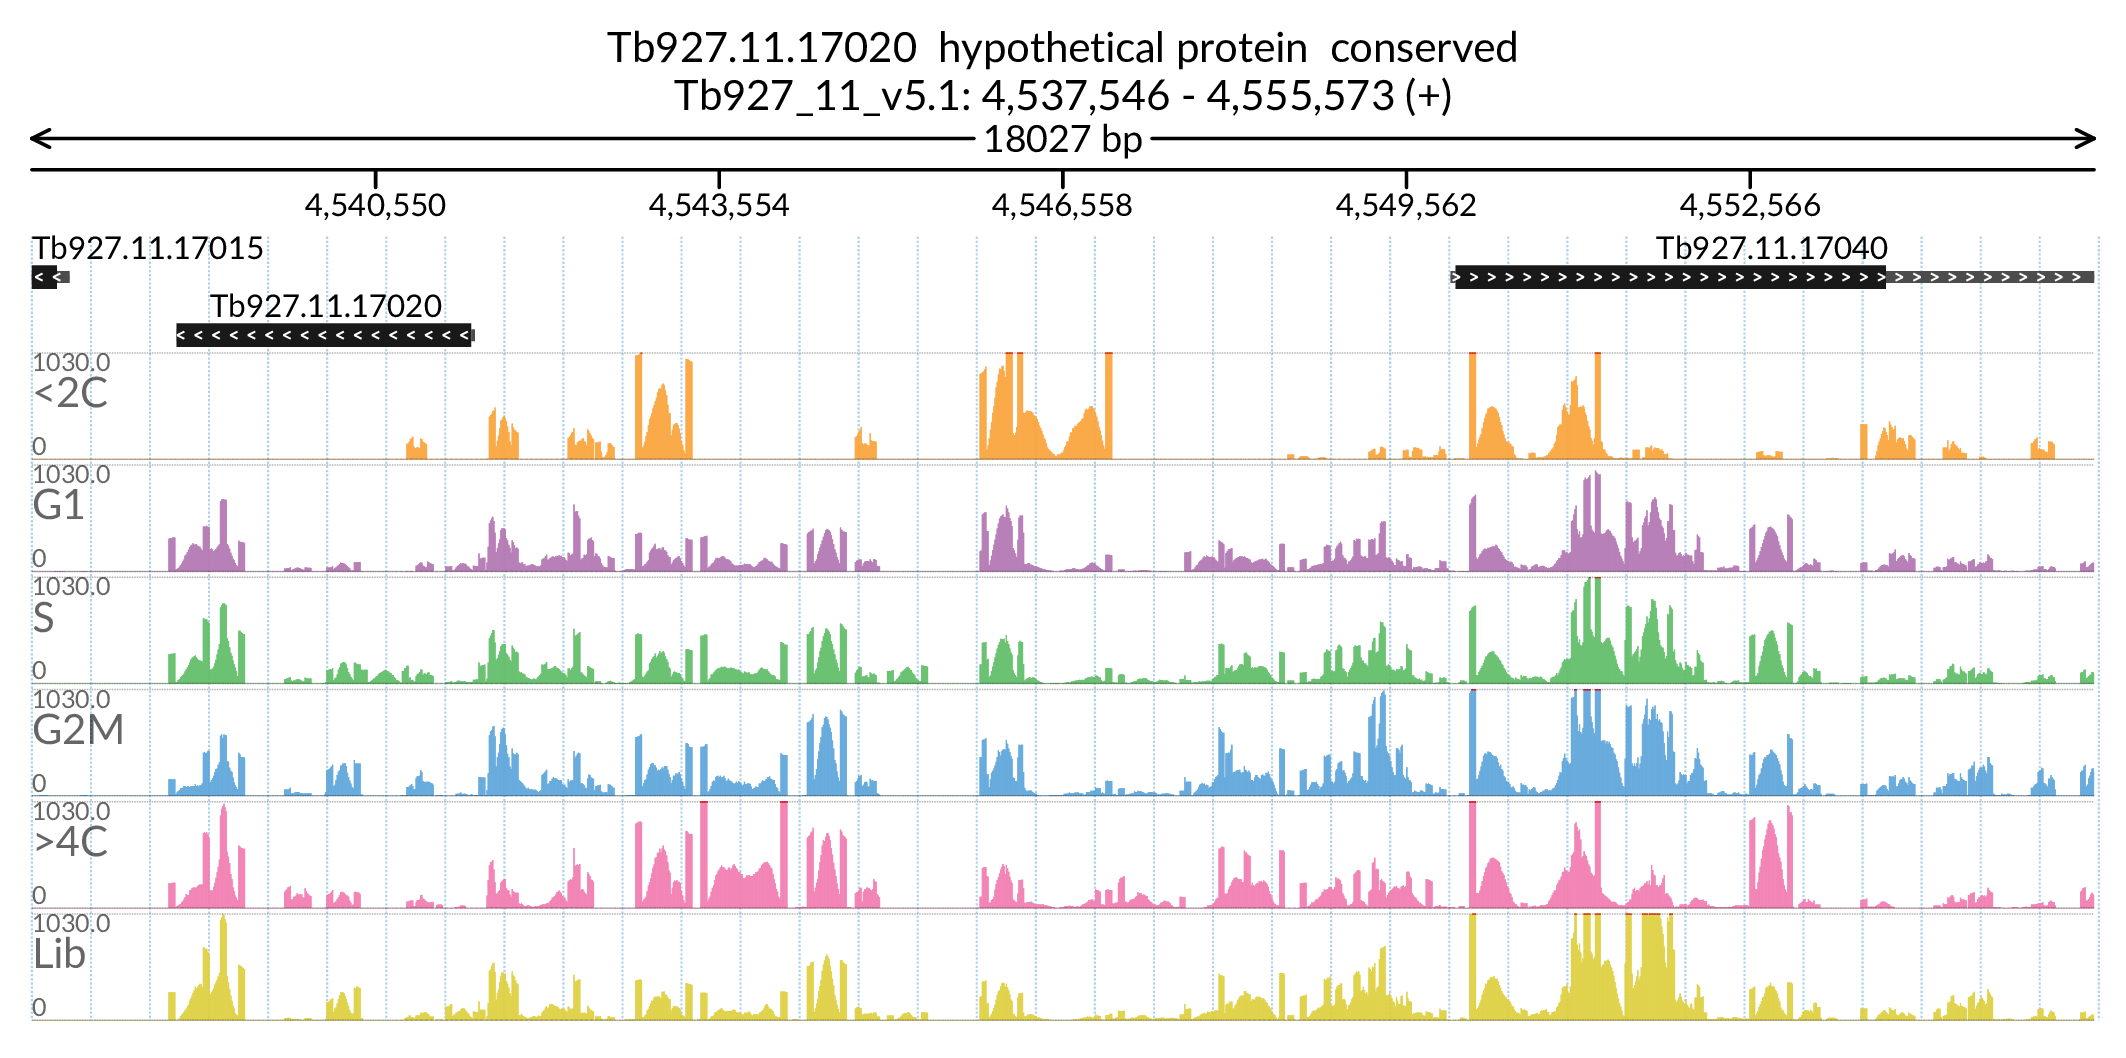 Tb927.11.17020  hypothetical protein  conserved
Tb927_11_v5.1: 4,537,546 - 4,555,573 (+)
18027 bp
4,540,550 4,543,554 4,546,558 4,549,562 4,552,566
Tb927.11.17015 Tb927.11.17040
Tb927.11.17020
1030.0
<2C
0
1030.0
G1
0
1030.0
S
0
1030.0
G2M
0
1030.0
>4C
0
1030.0
Lib
0